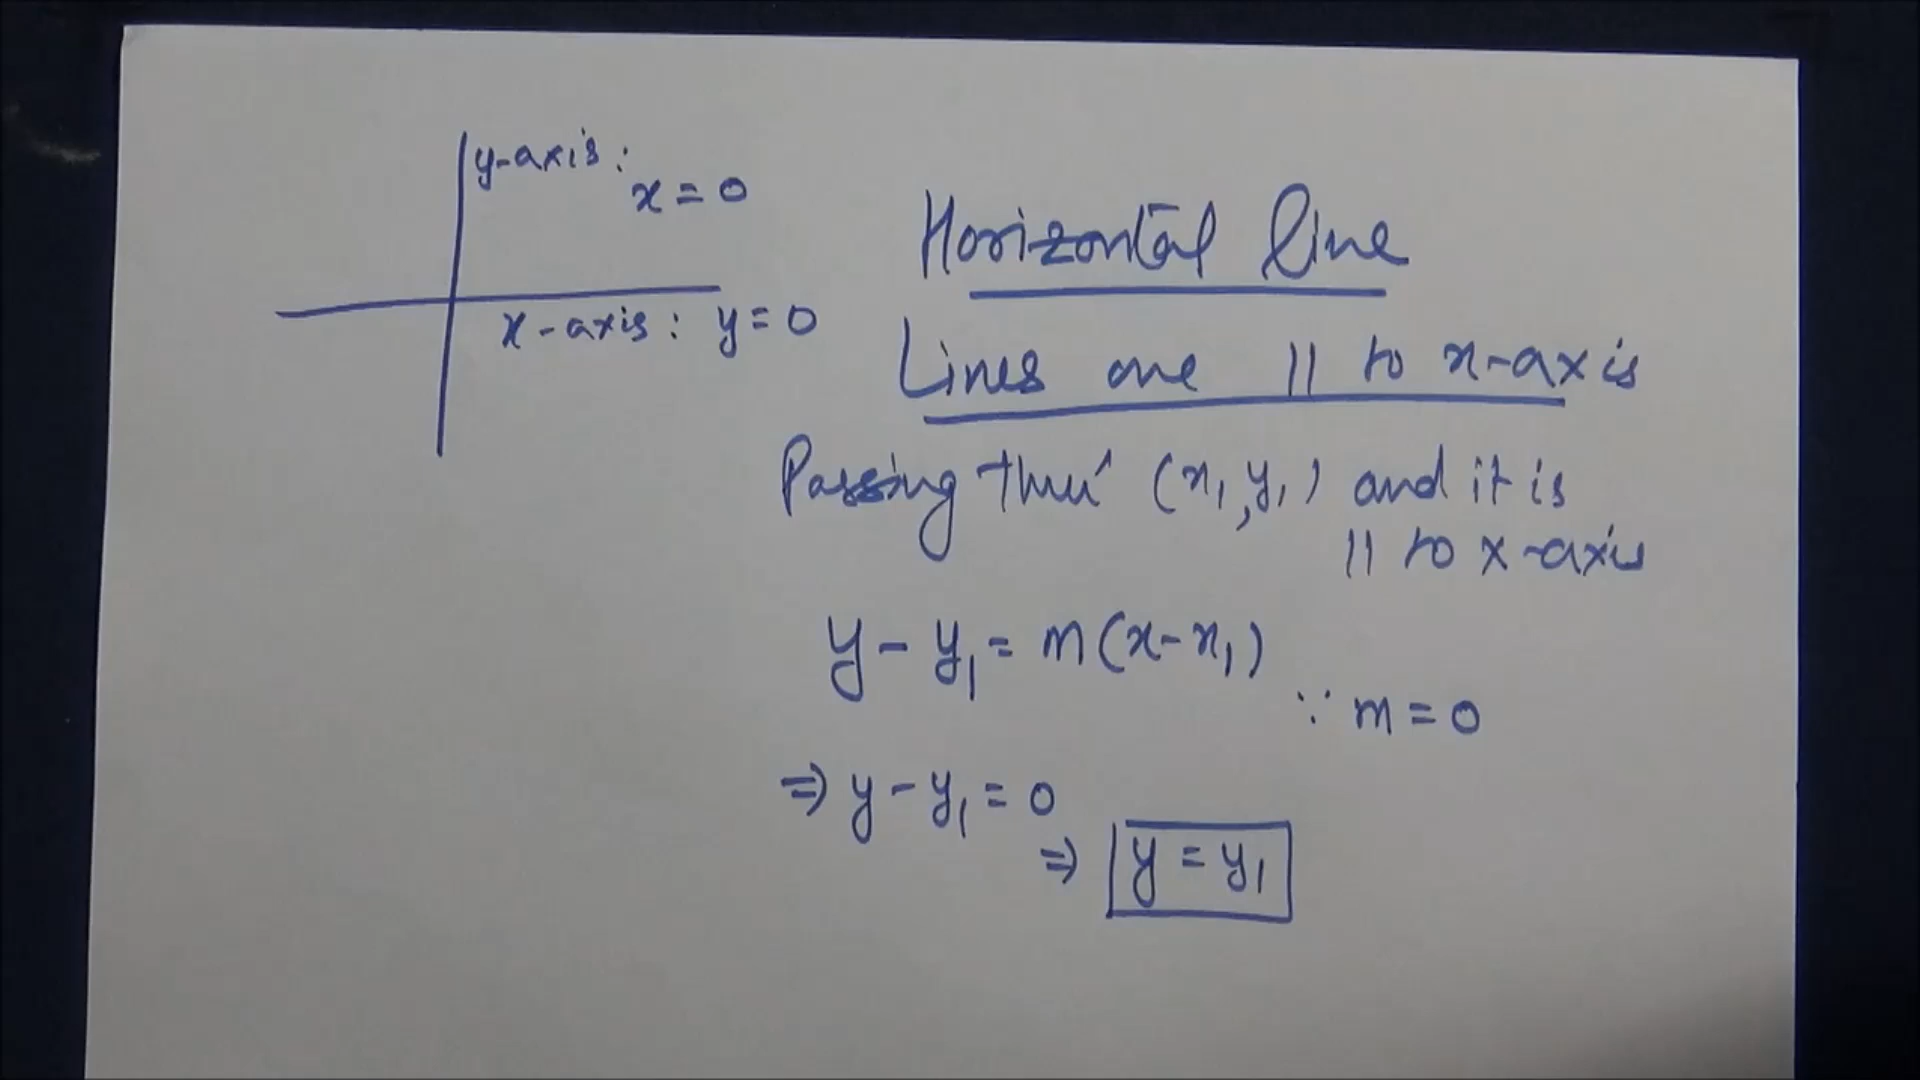 y-axis:
x = 0
x-axis: y = 0
Horizontal line
Lines are || to x-axis
Passing thru' (x₁, y₁) and it is
|| to x-axis
y - y₁ = m(x - x₁)
∵ m = 0
⇒ y - y₁ = 0
⇒ y = y₁